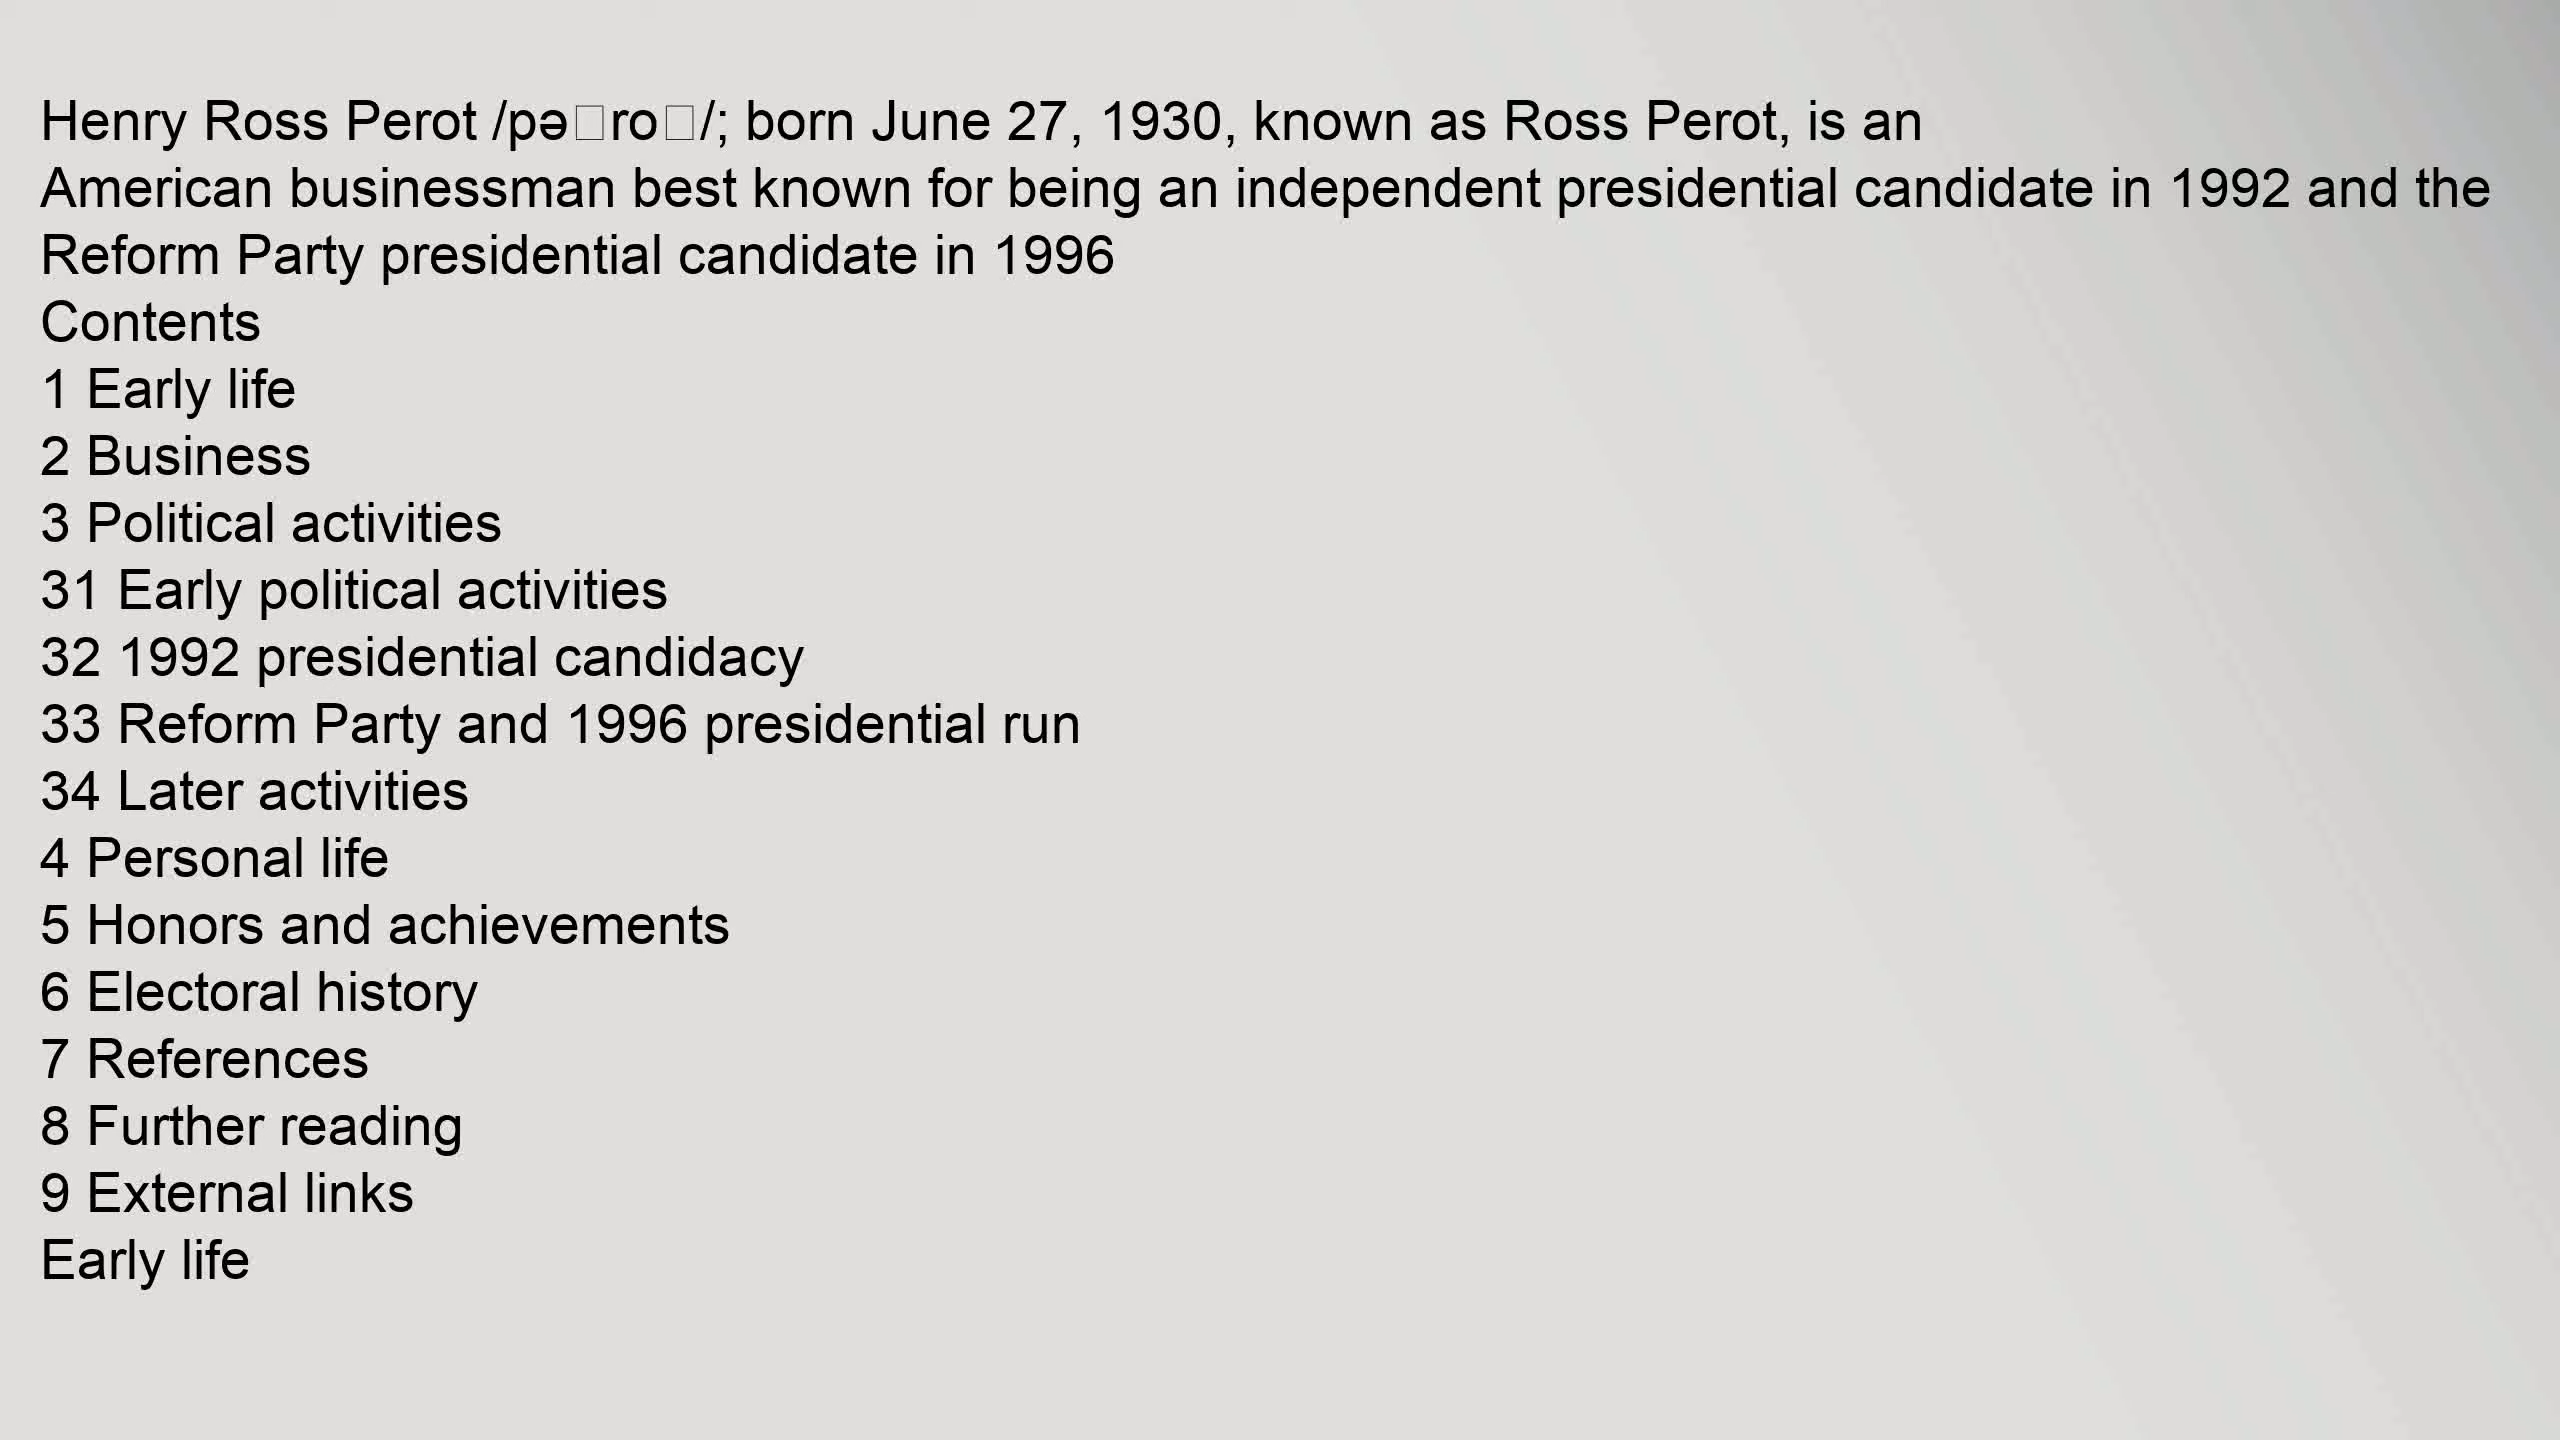 Henry Ross Perot /pə□ro□/; born June 27, 1930, known as Ross Perot, is an
American businessman best known for being an independent presidential candidate in 1992 and the
Reform Party presidential candidate in 1996
Contents
1 Early life
2 Business
3 Political activities
31 Early political activities
32 1992 presidential candidacy
33 Reform Party and 1996 presidential run
34 Later activities
4 Personal life
5 Honors and achievements
6 Electoral history
7 References
8 Further reading
9 External links
Early life